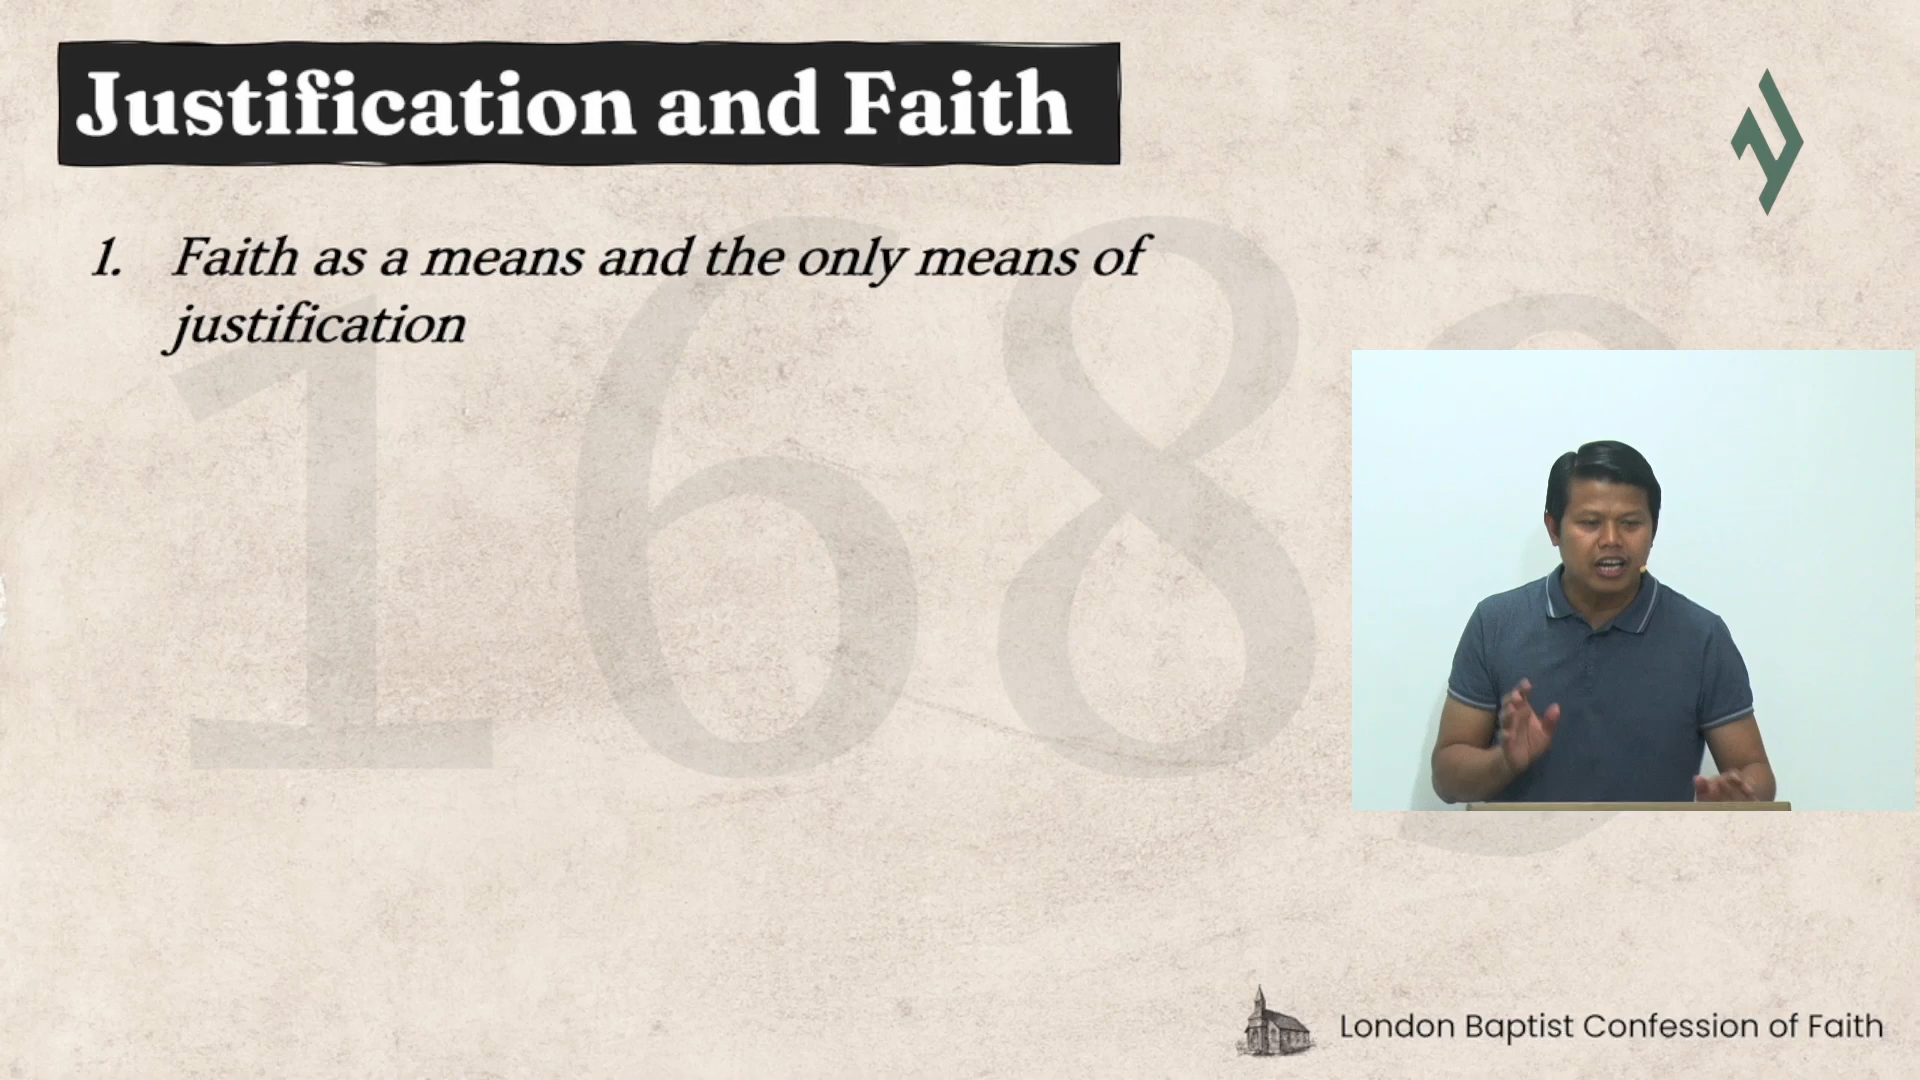 Justification and Faith
1. Faith as a means and the only means of
justification
1689
London Baptist Confession of Faith